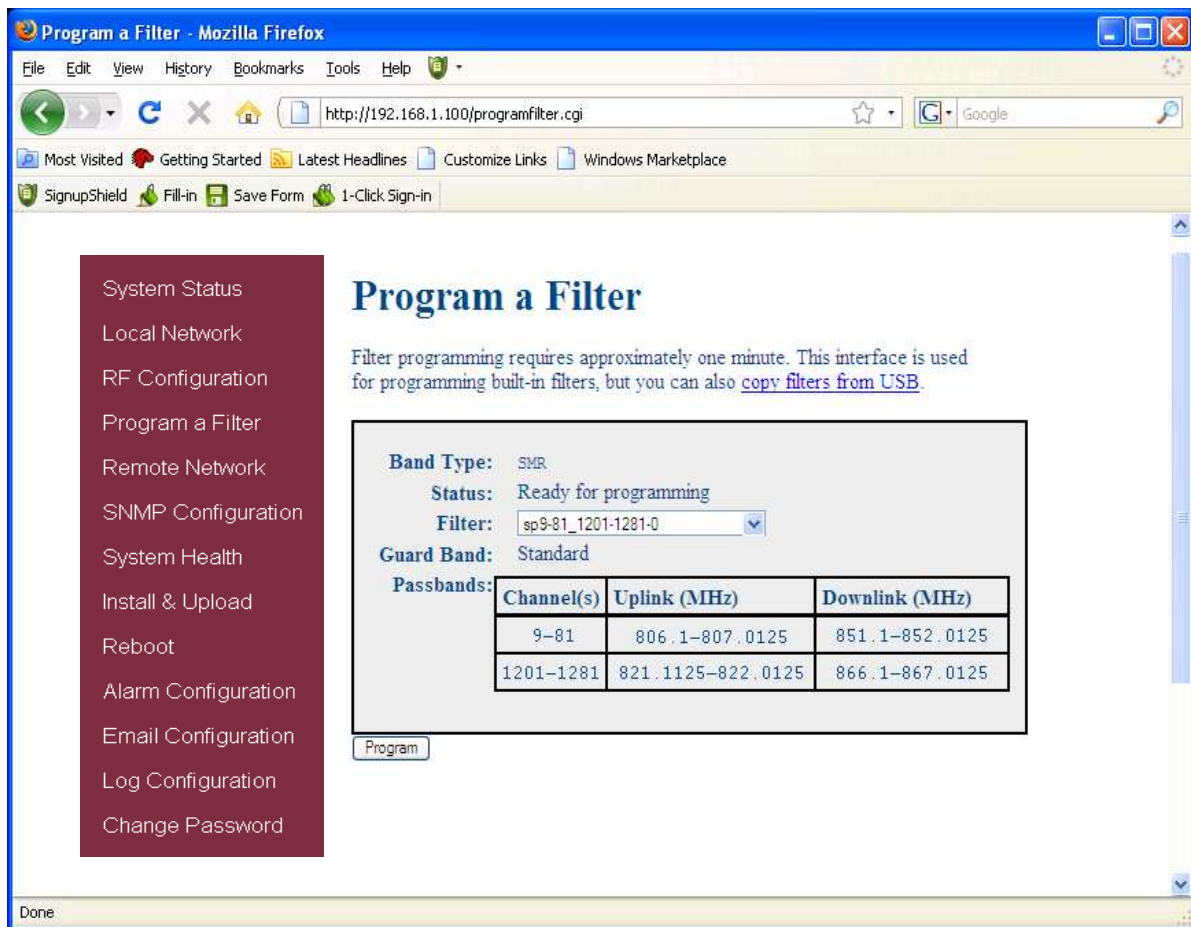 Program a Filter - Mozilla Firefox
File Edit View History Bookmarks Tools Help
http://192.168.1.100/programfilter.cgi
G Google
Most Visited Getting Started Latest Headlines Customize Links Windows Marketplace
SignupShield Fill-in Save Form 1-Click Sign-in
System Status
Local Network
RF Configuration
Program a Filter
Remote Network
SNMP Configuration
System Health
Install & Upload
Reboot
Alarm Configuration
Email Configuration
Log Configuration
Change Password
Program a Filter
Filter programming requires approximately one minute. This interface is used
for programming built-in filters, but you can also copy filters from USB.
Band Type: SMR
Status: Ready for programming
Filter: sp9-81_1201-1281-0
Guard Band: Standard
Passbands:
Channel(s) Uplink (MHz) Downlink (MHz)
9–81 806.1–807.0125 851.1–852.0125
1201–1281 821.1125–822.0125 866.1–867.0125
Program
Done